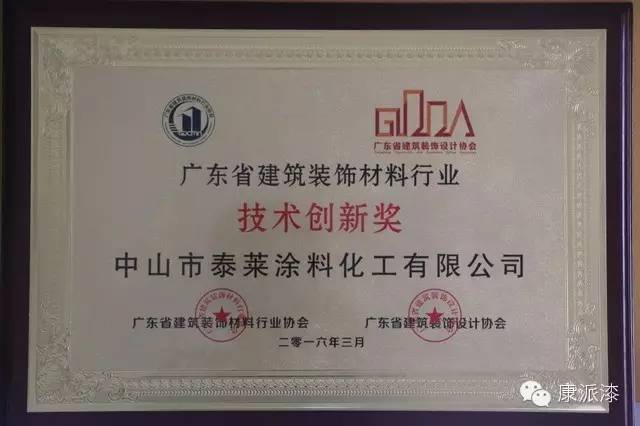 广东省建筑装饰设计协会
广东省建筑装饰材料行业
技术创新奖
中山市泰莱涂料化工有限公司
广东省建筑装饰材料行业协会
广东省建筑装饰设计协会
二零一六年三月
康派漆